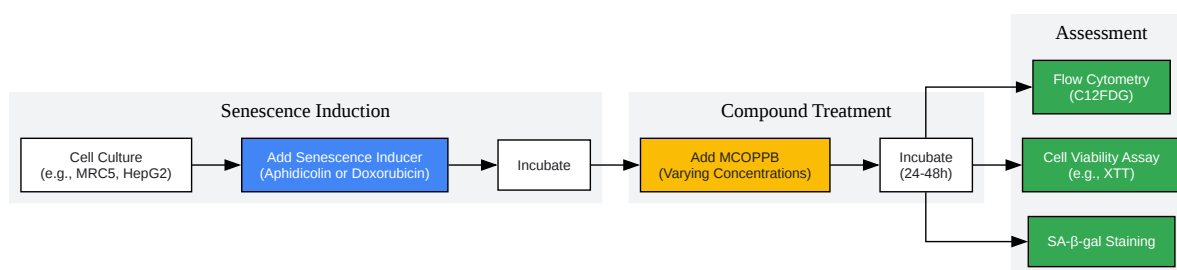 Senescence Induction
Cell Culture
(e.g., MRC5, HepG2)
Add Senescence Inducer
(Aphidicolin or Doxorubicin)
Incubate
Compound Treatment
Add MCOPPB
(Varying Concentrations)
Incubate
(24-48h)
Assessment
Flow Cytometry
(C12FDG)
Cell Viability Assay
(e.g., XTT)
SA-β-gal Staining